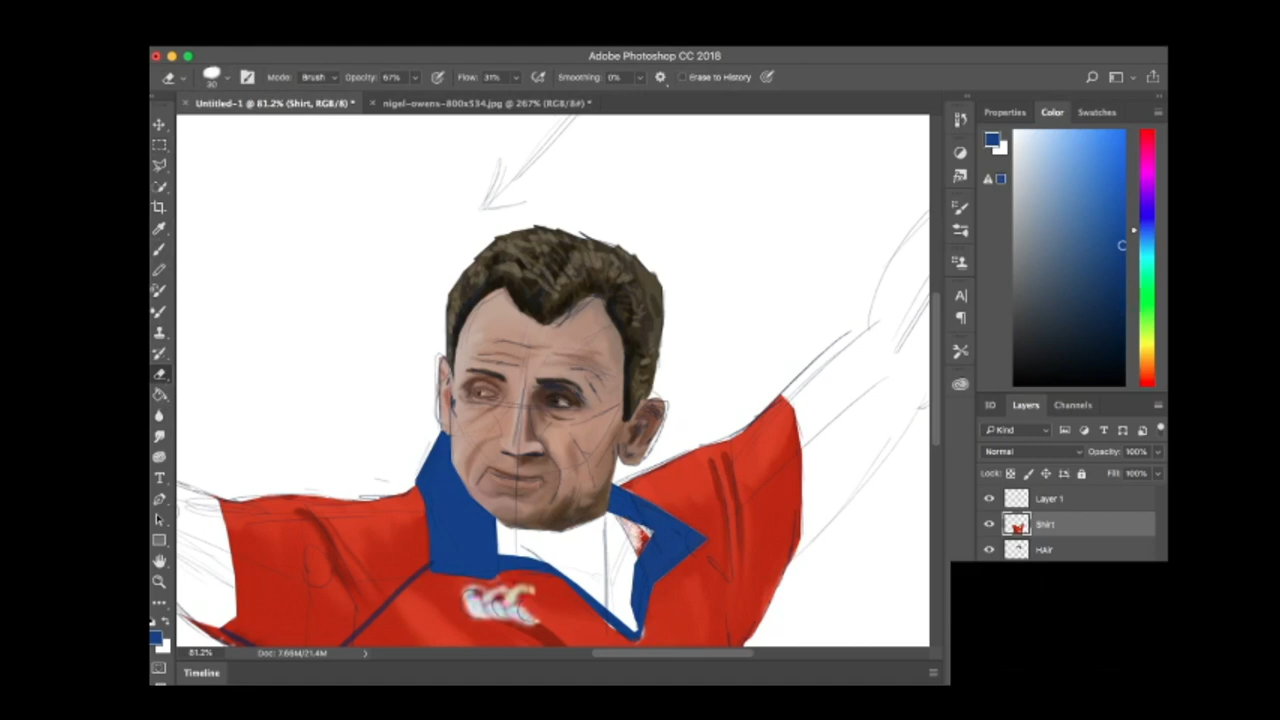 Adobe Photoshop CC 2018
30 Mode: Brush Opacity: 67% Flow: 31% Smoothing: 0% Erase to History
Untitled-1 @ 81.2% (Shirt, RGB/8) * nigel-owens-800x534.jpg @ 267% (RGB/8#) *
Properties Color Swatches
3D Layers Channels
Kind
Normal Opacity: 100%
Lock: Fill: 100%
Layer 1
Shirt
HAir
81.2% Doc: 7.66M/21.4M
Timeline